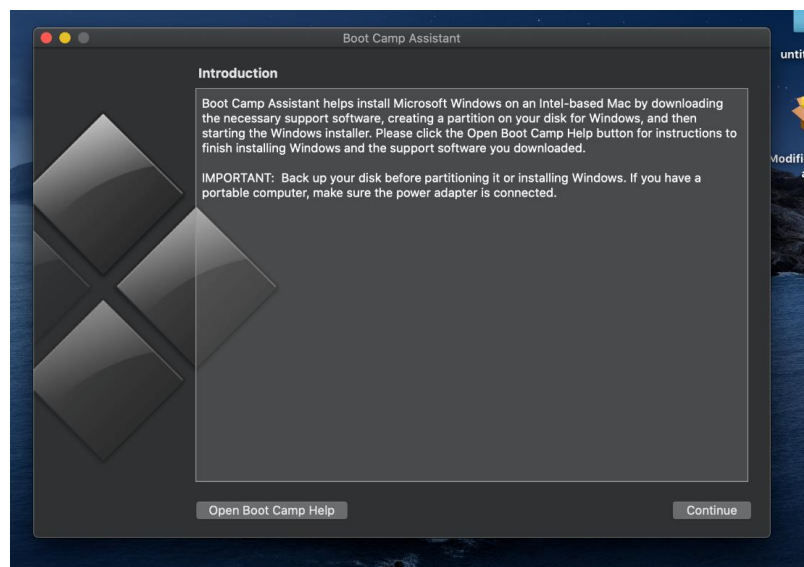 Boot Camp Assistant
Introduction
Boot Camp Assistant helps install Microsoft Windows on an Intel-based Mac by downloading
the necessary support software, creating a partition on your disk for Windows, and then
starting the Windows installer. Please click the Open Boot Camp Help button for instructions to
finish installing Windows and the support software you downloaded.
IMPORTANT:  Back up your disk before partitioning it or installing Windows. If you have a
portable computer, make sure the power adapter is connected.
Open Boot Camp Help
Continue